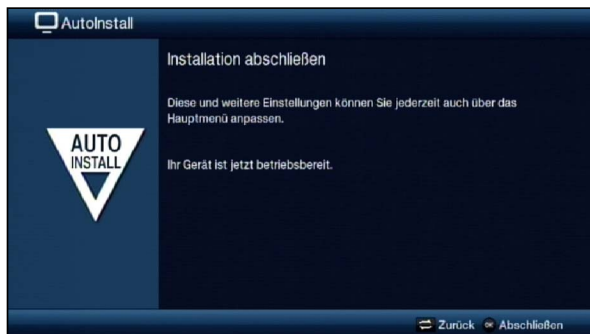 AutoInstall
Installation abschließen
Diese und weitere Einstellungen können Sie jederzeit auch über das
Hauptmenü anpassen.
AUTO
INSTALL
Ihr Gerät ist jetzt betriebsbereit.
Zurück OK Abschließen